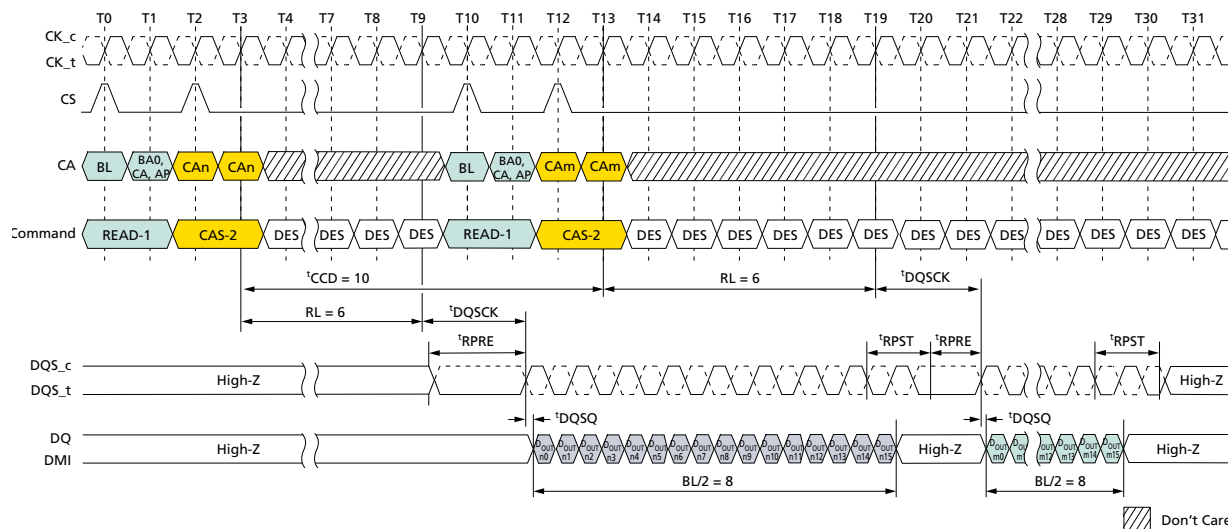 T0 T1 T2 T3 T4 T7 T8 T9 T10 T11 T12 T13 T14 T15 T16 T17 T18 T19 T20 T21 T22 T28 T29 T30 T31
CK_c
CK_t
CS
CA BL BA0, CA, AP CAn CAn BL BA0, CA, AP CAm CAm
Command READ-1 CAS-2 DES DES DES DES READ-1 CAS-2 DES DES DES DES DES DES DES DES DES DES DES DES DES
tCCD = 10 RL = 6 tDQSCK
RL = 6 tDQSCK
tRPRE tRPST tRPRE tRPST
DQS_c
High-Z High-Z
DQS_t
tDQSQ tDQSQ
DQ
High-Z DOUT n0 DOUT n1 DOUT n2 DOUT n3 DOUT n4 DOUT n5 DOUT n6 DOUT n7 DOUT n8 DOUT n9 DOUT n10 DOUT n11 DOUT n12 DOUT n13 DOUT n14 DOUT n15 High-Z DOUT m0 DOUT m1 DOUT m12 DOUT m13 DOUT m14 DOUT m15 High-Z
DMI
BL/2 = 8 BL/2 = 8
Don't Care